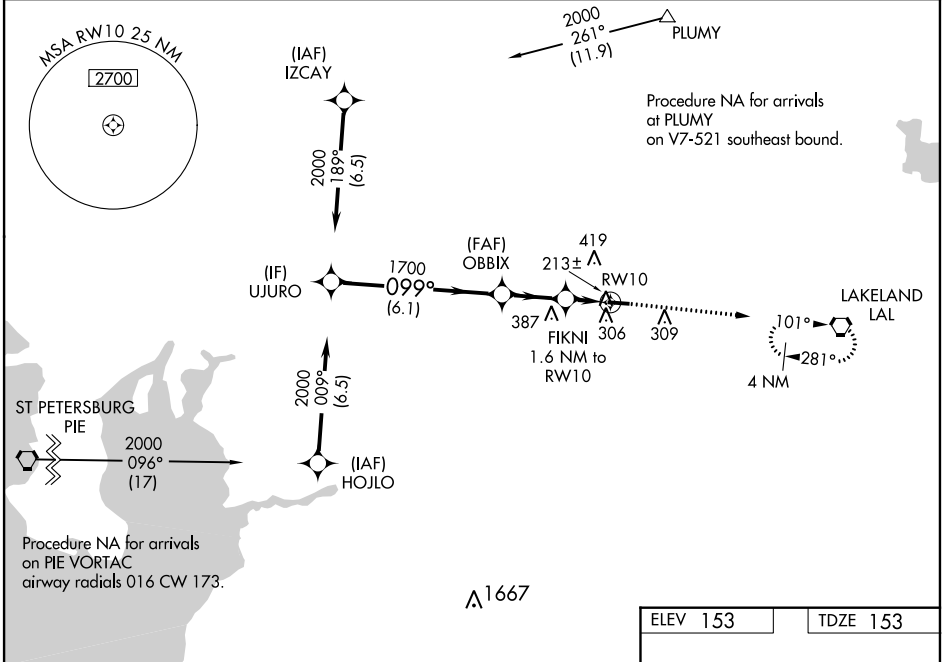 MSA RW10 25 NM
2700
(IAF)
IZCAY
2000
261°
(11.9)
PLUMY
Procedure NA for arrivals
at PLUMY
on V7-521 southeast bound.
2000
189°
(6.5)
(IF)
UJURO
1700
099°
(6.1)
(FAF)
OBBIX
419
213±
RW10
387
FIKNI
1.6 NM to
RW10
306
309
LAKELAND
LAL
101°
281°
4 NM
2000
009°
(6.5)
ST PETERSBURG
PIE
2000
096°
(17)
(IAF)
HOJLO
Procedure NA for arrivals
on PIE VORTAC
airway radials 016 CW 173.
1667
ELEV 153
TDZE 153